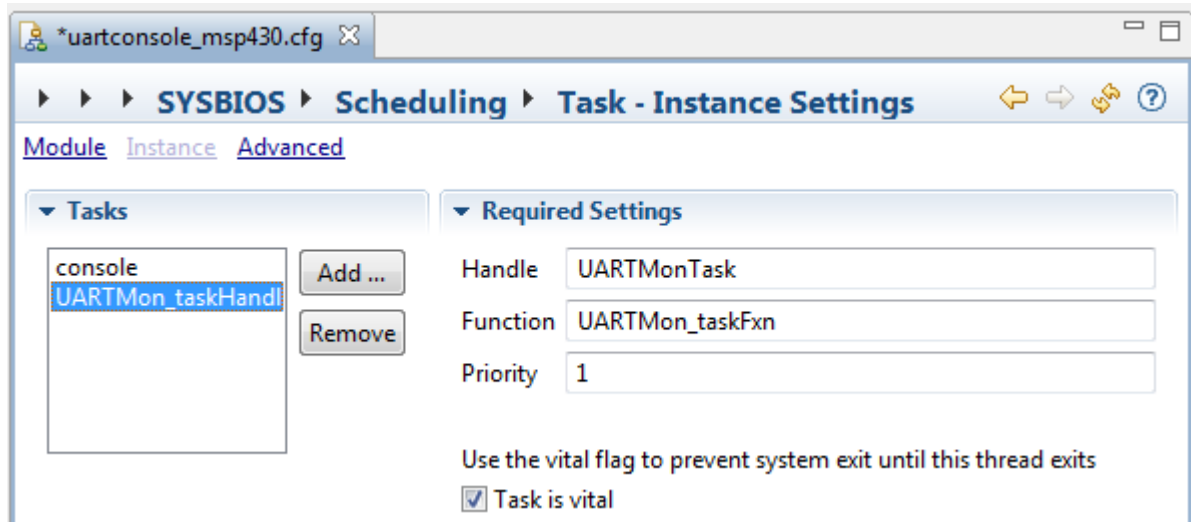 *uartconsole_msp430.cfg
SYSBIOS Scheduling Task - Instance Settings
Module Instance Advanced
Tasks
console
UARTMon_taskHandl
Add ...
Remove
Required Settings
Handle UARTMonTask
Function UARTMon_taskFxn
Priority 1
Use the vital flag to prevent system exit until this thread exits
Task is vital